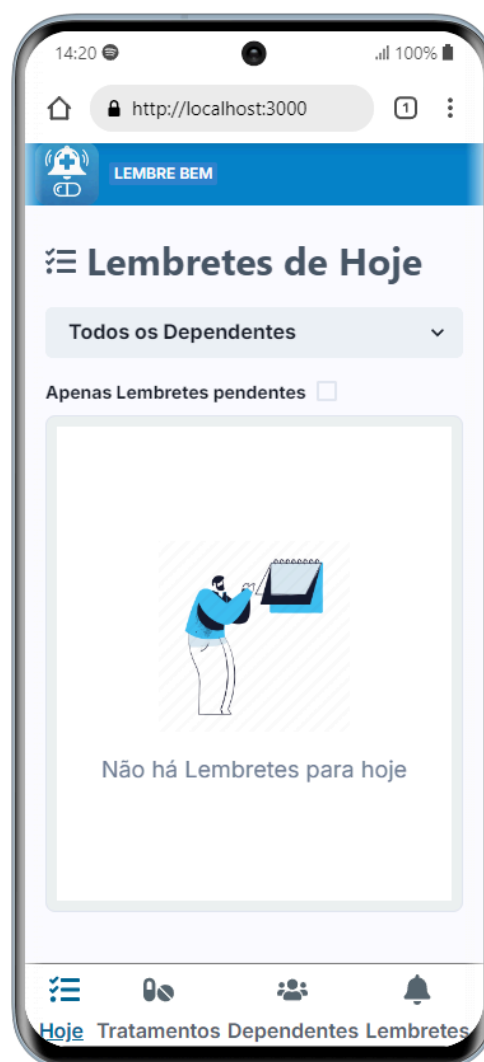 14:20 100%
http://localhost:3000 1
LEMBRE BEM
Lembretes de Hoje
Todos os Dependentes
Apenas Lembretes pendentes
Não há Lembretes para hoje
Hoje Tratamentos Dependentes Lembretes